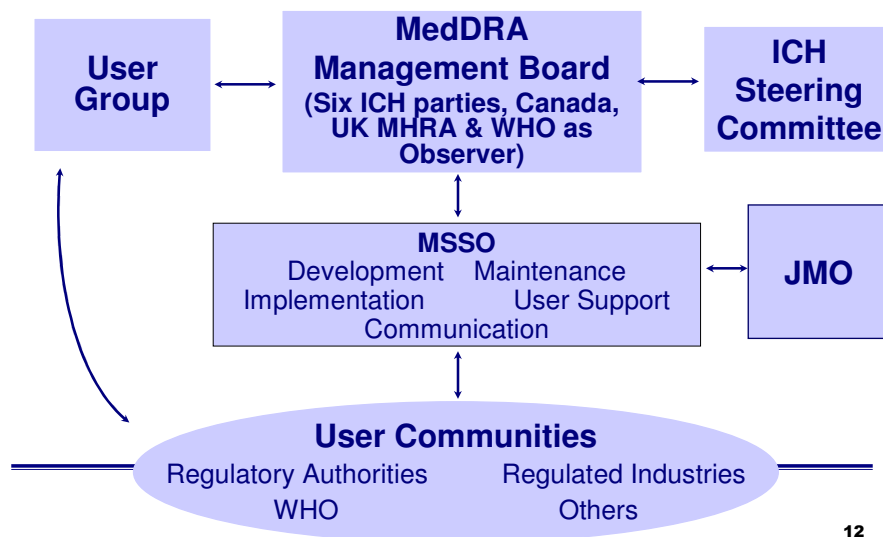 User
Group
MedDRA
Management Board
(Six ICH parties, Canada,
UK MHRA & WHO as
Observer)
ICH
Steering
Committee
MSSO
Development Maintenance
Implementation User Support
Communication
JMO
User Communities
Regulatory Authorities Regulated Industries
WHO Others
12